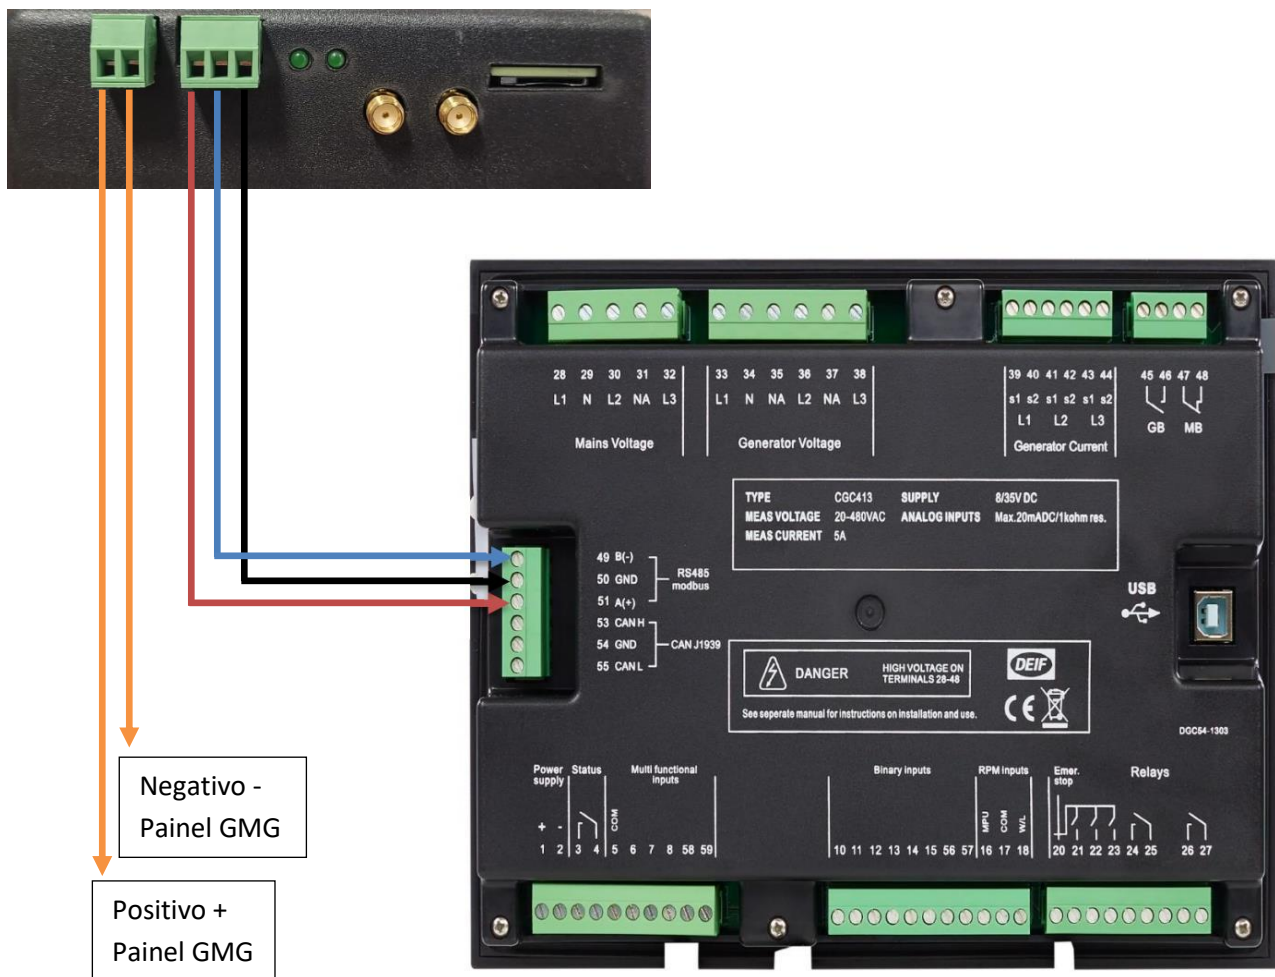 28 29 30 31 32
L1 N L2 NA L3
Mains Voltage
33 34 35 36 37 38
L1 N NA L2 NA L3
Generator Voltage
39 40 41 42 43 44
s1 s2 s1 s2 s1 s2
L1 L2 L3
Generator Current
45 46 47 48
GB MB
TYPE CGC413 SUPPLY 8/35V DC
MEAS VOLTAGE 20-480VAC ANALOG INPUTS Max.20mADC/1kohm res.
MEAS CURRENT 5A
49 B(-)
50 GND
51 A(+)
RS485
modbus
53 CAN H
54 GND
55 CAN L
CAN J1939
USB
DANGER
HIGH VOLTAGE ON
TERMINALS 28-48
DEIF
CE
See seperate manual for instructions on installation and use.
DGC54-1303
Negativo -
Painel GMG
Positivo +
Painel GMG
Power
supply
+ -
1 2
Status
3 4
Multi functional
inputs
COM
5 6 7 8 58 59
Binary inputs
10 11 12 13 14 15 56 57
RPM inputs
MPU COM W/L
16 17 18
Emer.
stop
Relays
20 21 22 23 24 25 26 27